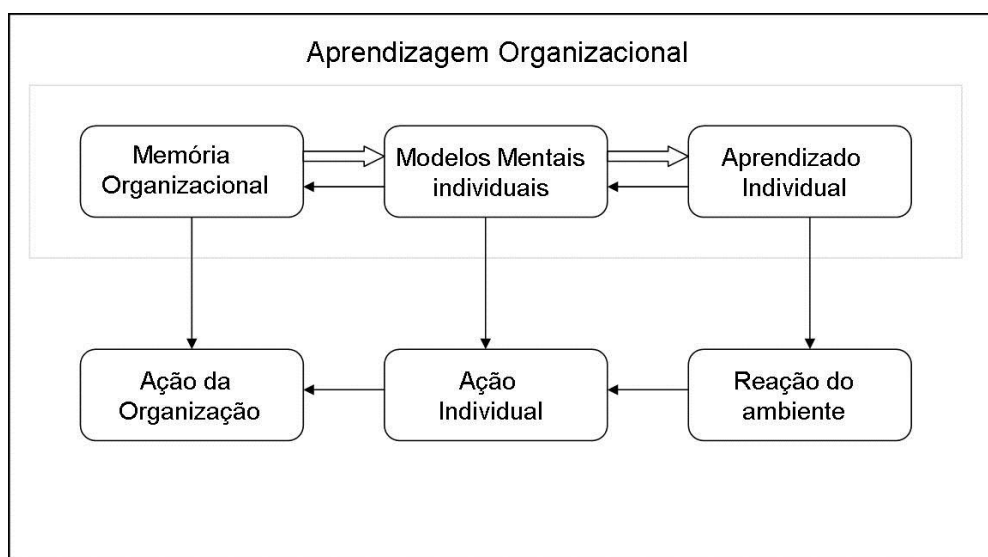 Aprendizagem Organizacional
Memória
Organizacional
Modelos Mentais
individuais
Aprendizado
Individual
Ação da
Organização
Ação
Individual
Reação do
ambiente